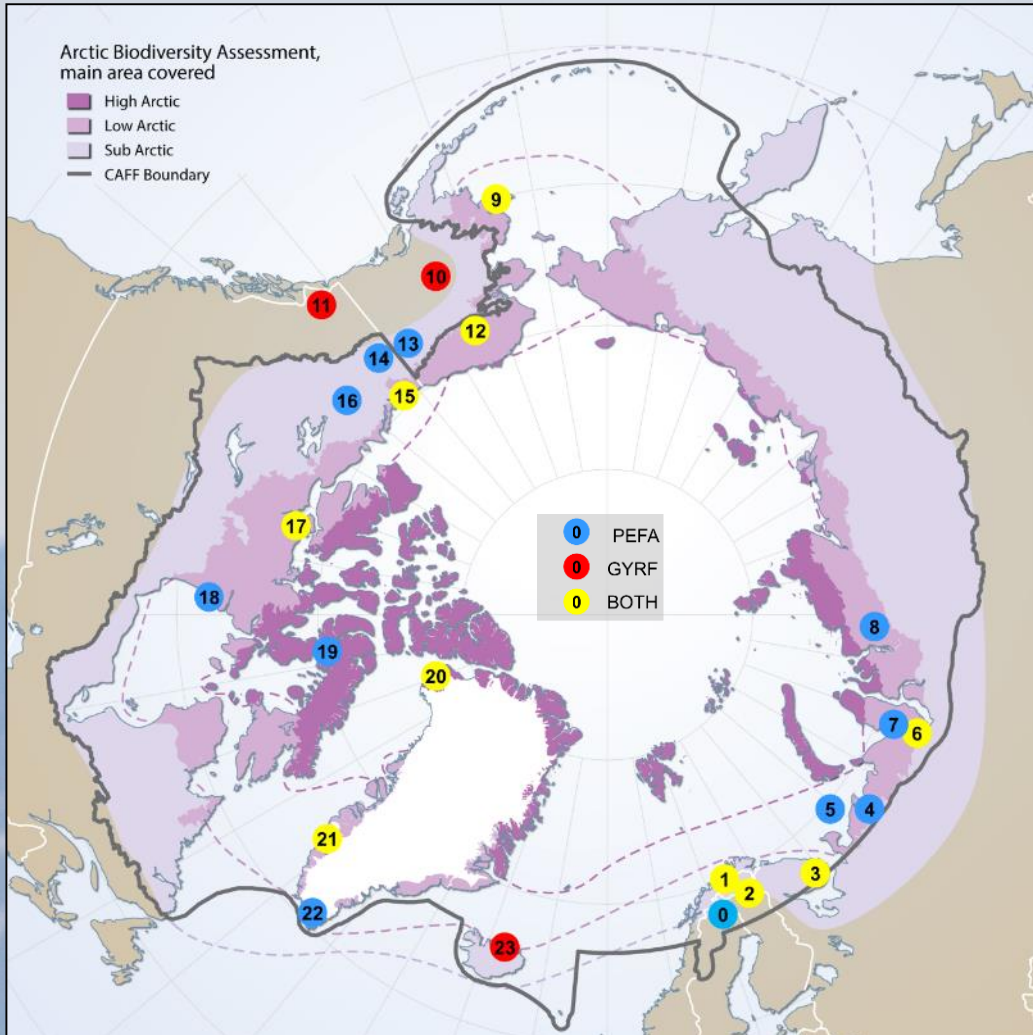 Arctic Biodiversity Assessment,
main area covered
High Arctic
Low Arctic
Sub Arctic
CAFF Boundary
9
10
11
12
13
14
15
16
17
0 PEFA
0 GYRF
0 BOTH
18
8
19
20
7
6
5
4
21
3
1
2
22
0
23